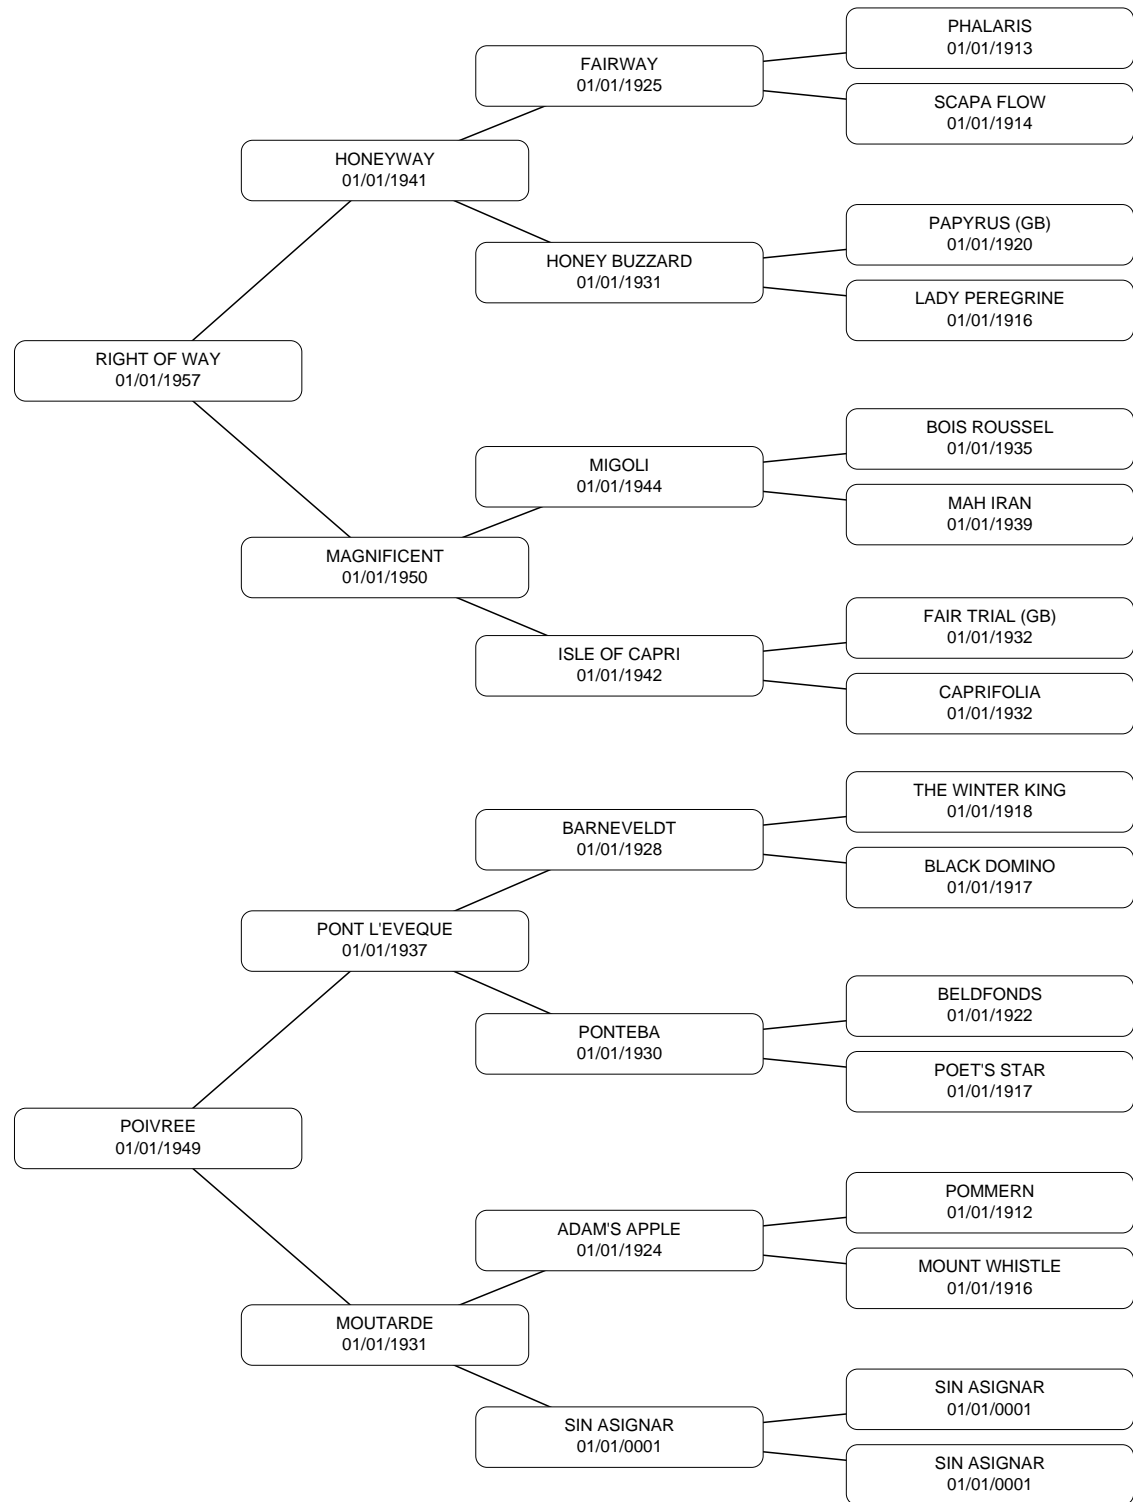 PHALARIS
01/01/1913
FAIRWAY
01/01/1925
SCAPA FLOW
01/01/1914
HONEYWAY
01/01/1941
PAPYRUS (GB)
01/01/1920
HONEY BUZZARD
01/01/1931
LADY PEREGRINE
01/01/1916
RIGHT OF WAY
01/01/1957
BOIS ROUSSEL
01/01/1935
MIGOLI
01/01/1944
MAH IRAN
01/01/1939
MAGNIFICENT
01/01/1950
FAIR TRIAL (GB)
01/01/1932
ISLE OF CAPRI
01/01/1942
CAPRIFOLIA
01/01/1932
THE WINTER KING
01/01/1918
BARNEVELDT
01/01/1928
BLACK DOMINO
01/01/1917
PONT L'EVEQUE
01/01/1937
BELDFONDS
01/01/1922
PONTEBA
01/01/1930
POET'S STAR
01/01/1917
POIVREE
01/01/1949
POMMERN
01/01/1912
ADAM'S APPLE
01/01/1924
MOUNT WHISTLE
01/01/1916
MOUTARDE
01/01/1931
SIN ASIGNAR
01/01/0001
SIN ASIGNAR
01/01/0001
SIN ASIGNAR
01/01/0001